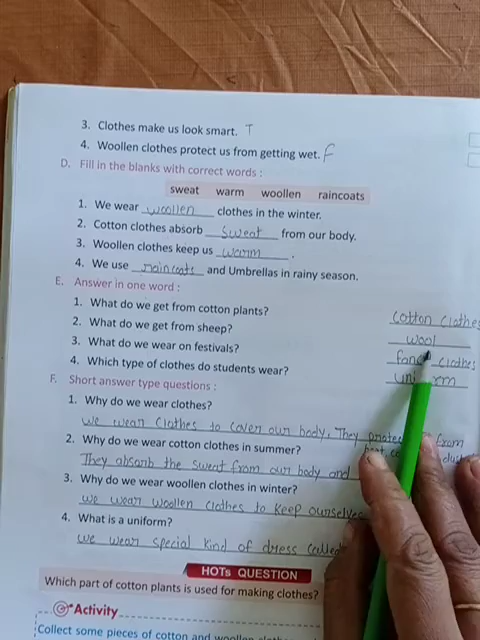 3. Clothes make us look smart. T
4. Woollen clothes protect us from getting wet. F
D. Fill in the blanks with correct words :
sweat warm woollen raincoats
1. We wear woollen clothes in the winter.
2. Cotton clothes absorb sweat from our body.
3. Woollen clothes keep us warm.
4. We use raincoats and Umbrellas in rainy season.
E. Answer in one word :
1. What do we get from cotton plants? cotton clothes
2. What do we get from sheep? wool
3. What do we wear on festivals? clothes
4. Which type of clothes do students wear?
F. Short answer type questions :
1. Why do we wear clothes?
we wear clothes to cover our body. They from
2. Why do we wear cotton clothes in summer?
They absorb the sweat from our body and
3. Why do we wear woollen clothes in winter?
we wear woollen clothes to keep ourselves
4. What is a uniform?
we wear special kind of dress called
HOTs QUESTION
Which part of cotton plants is used for making clothes?
Activity
Collect some pieces of cotton and woollen